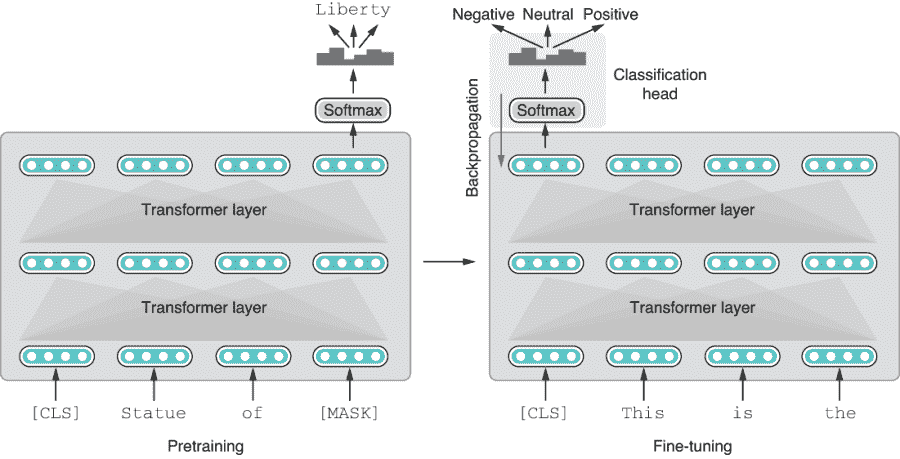 Liberty
Softmax
Transformer layer
Transformer layer
[CLS] Statue of [MASK]
Pretraining
Negative Neutral Positive
Classification
head
Softmax
Backpropagation
Transformer layer
Transformer layer
[CLS] This is the
Fine-tuning